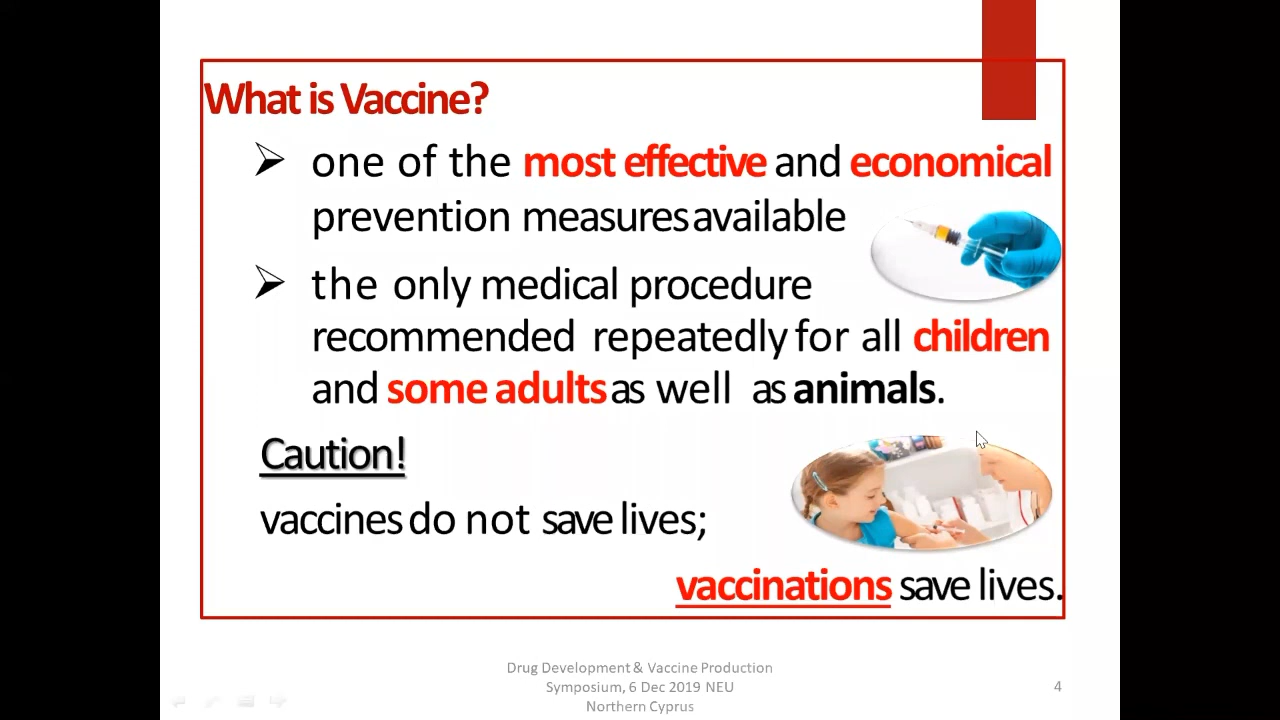 What is Vaccine?
one of the most effective and economical
prevention measures available
the only medical procedure
recommended repeatedly for all children
and some adults as well as animals.
Caution!
vaccines do not save lives;
vaccinations save lives.
Drug Development & Vaccine Production
Symposium, 6 Dec 2019 NEU
Northern Cyprus
4